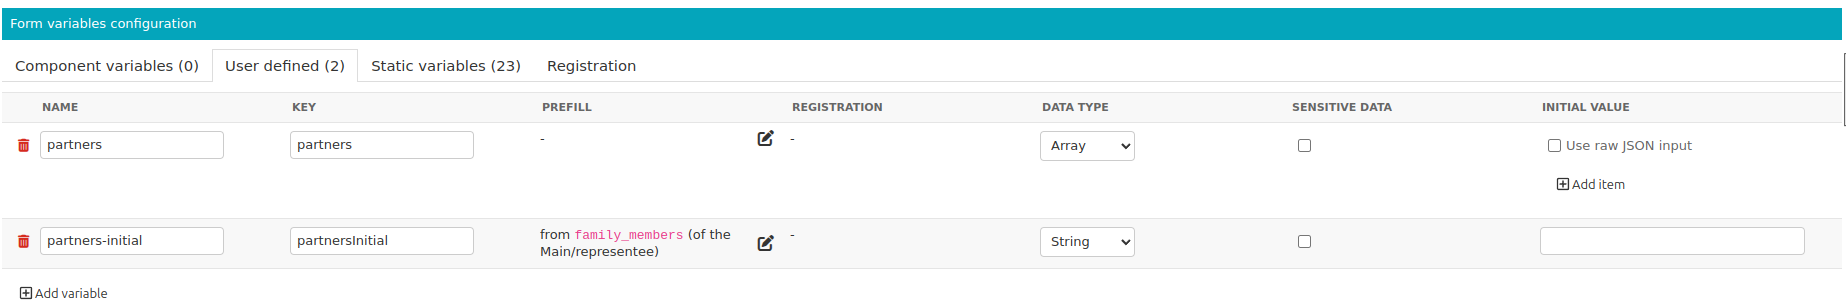 Form variables configuration
Component variables (0) User defined (2) Static variables (23) Registration
NAME KEY PREFILL REGISTRATION DATA TYPE SENSITIVE DATA INITIAL VALUE
partners partners - - Array Use raw JSON input
Add item
partners-initial partnersInitial from family_members (of the - String
Main/representee)
Add variable